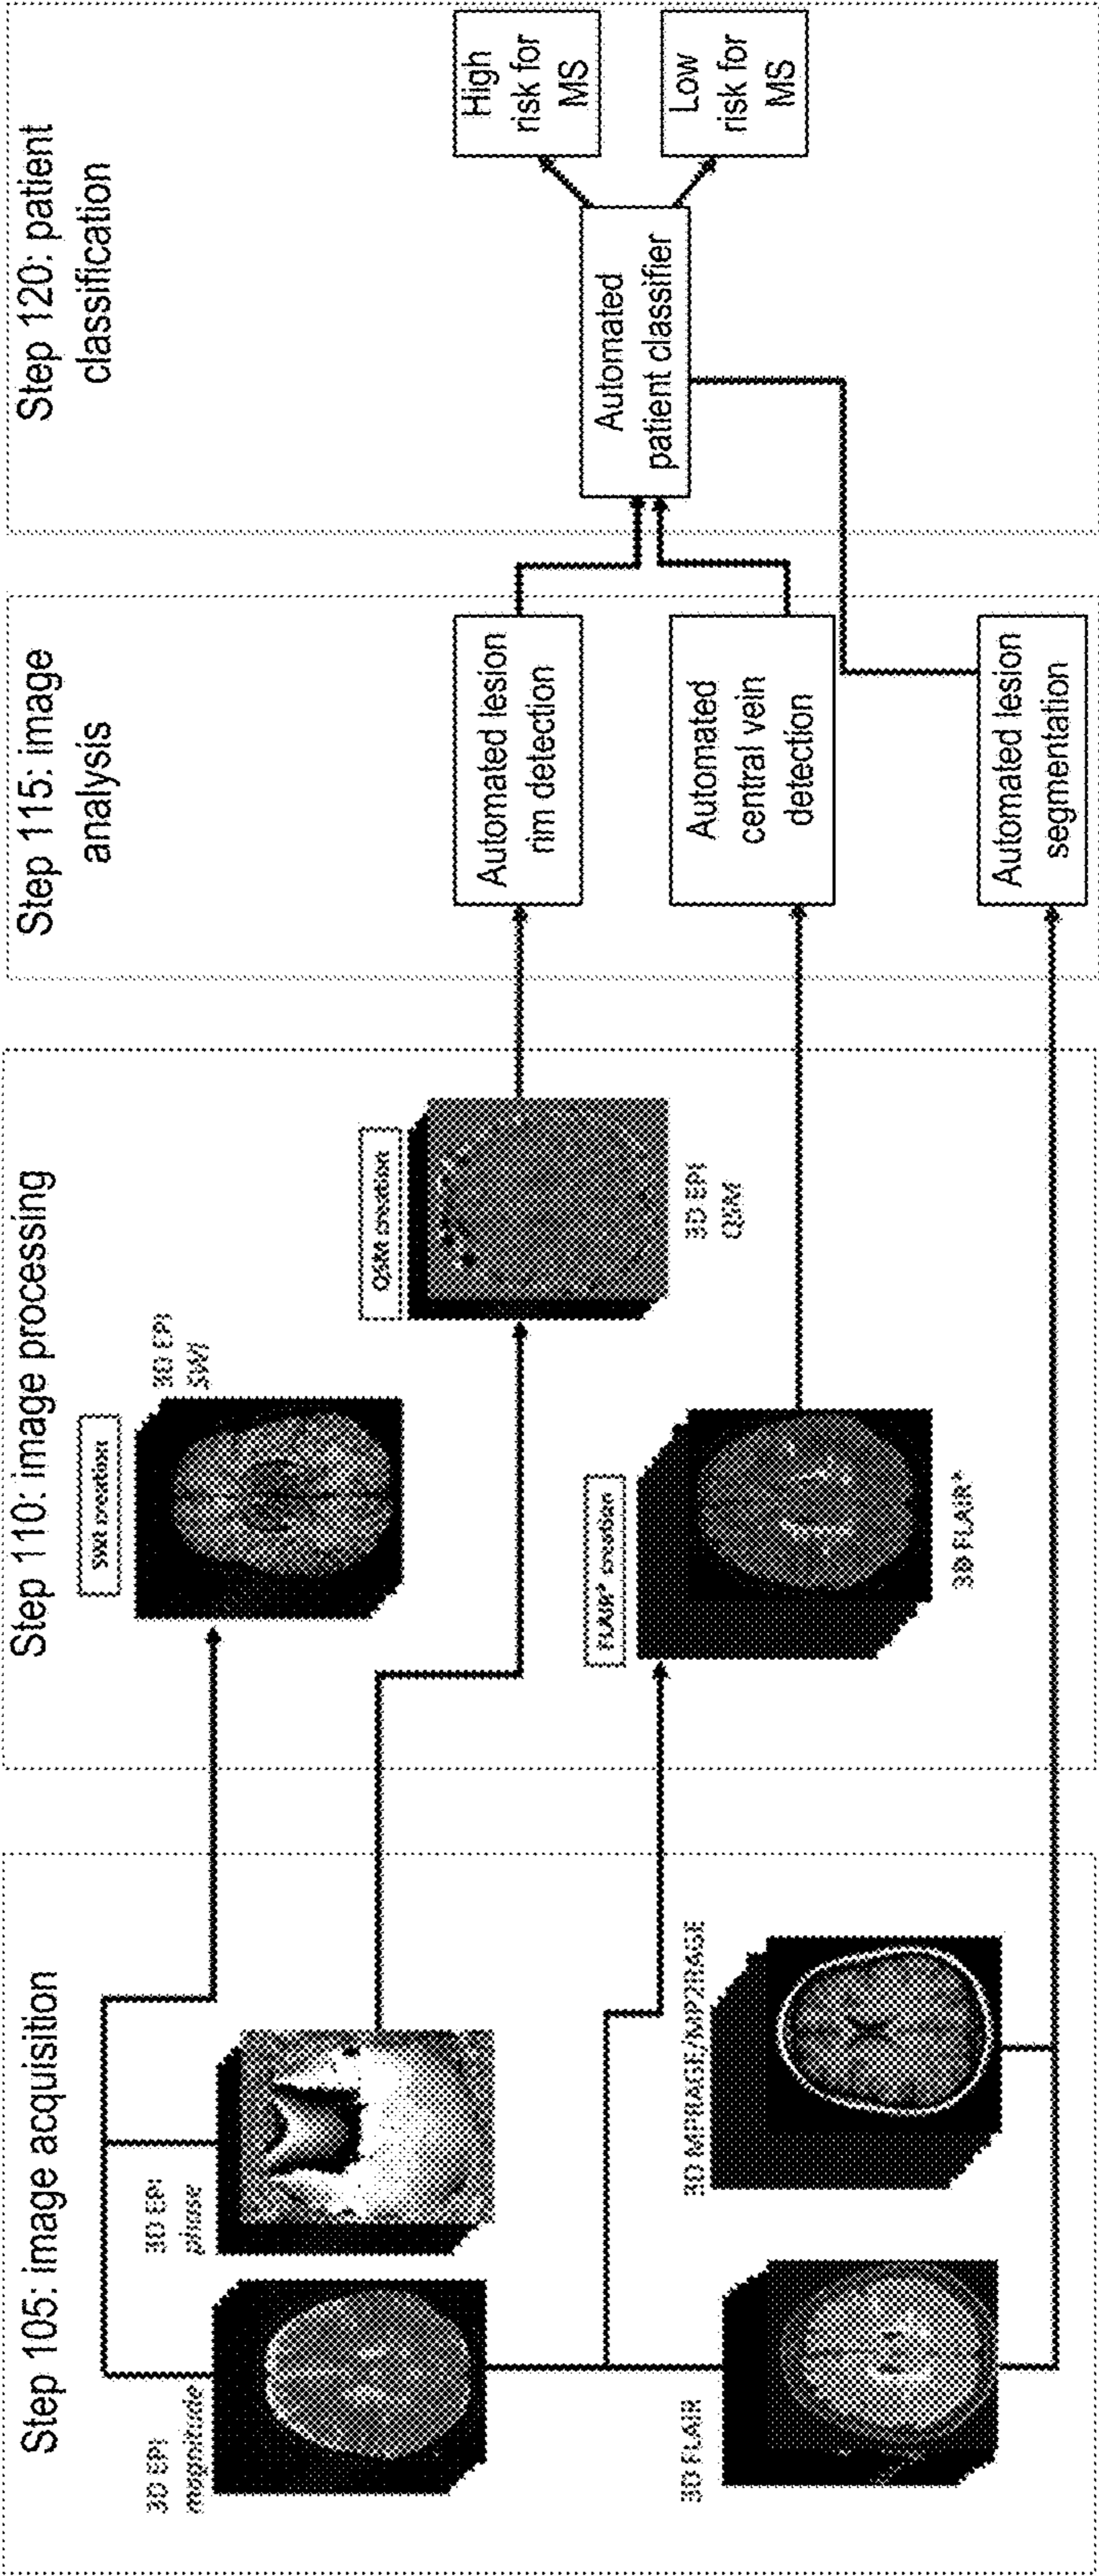 Step 105: image acquisition
3D EPI
magnitude
3D EPI
phase
3D FLAIR
3D MPRAGE/MP2RAGE
Step 110: image processing
SWI creation
3D EPI
SWI
QSM creation
3D EPI
QSM
FLAIR* creation
3D FLAIR*
Step 115: image
analysis
Automated lesion
rim detection
Automated
central vein
detection
Automated lesion
segmentation
Step 120: patient
classification
Automated
patient classifier
High
risk for
MS
Low
risk for
MS